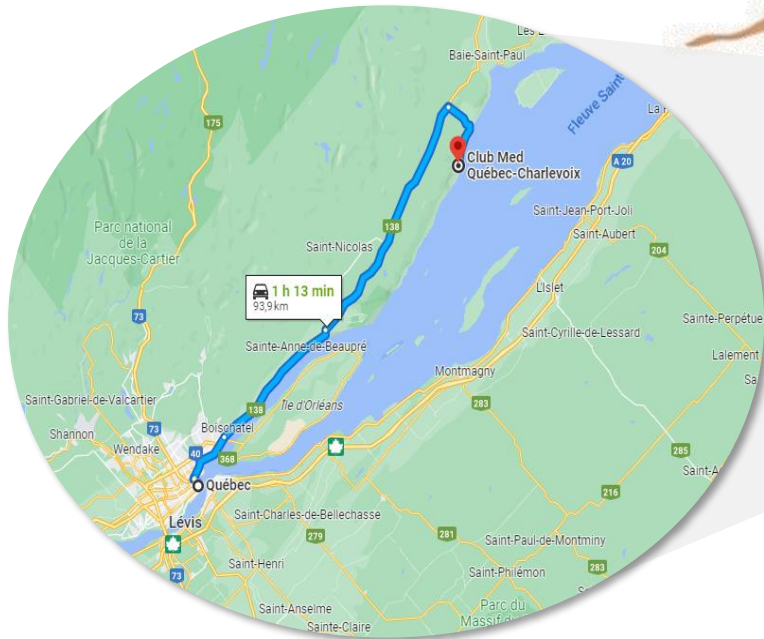 Baie-Saint-Paul
Fleuve Saint
175
A 20
Club Med
Québec-Charlevoix
Saint-Jean-Port-Joli
Parc national
de la
Jacques-Cartier
138
Saint-Aubert
Saint-Nicolas
204
1 h 13 min
93,9 km
L'Islet
73
Sainte-Perpétue
Saint-Cyrille-de-Lessard
Sainte-Anne-de-Beaupré
Lalement
Montmagny
Saint-Gabriel-de-Valcartier
138
Île d'Orléans
283
Boischatel
Shannon
73
Wendake
40
368
285
Québec
216
Lévis
Saint-Charles-de-Bellechasse
279
281
Saint-Paul-de-Montminy
Saint-Henri
283
73
Saint-Philémon
Saint-Anselme
Parc du
Sainte-Claire